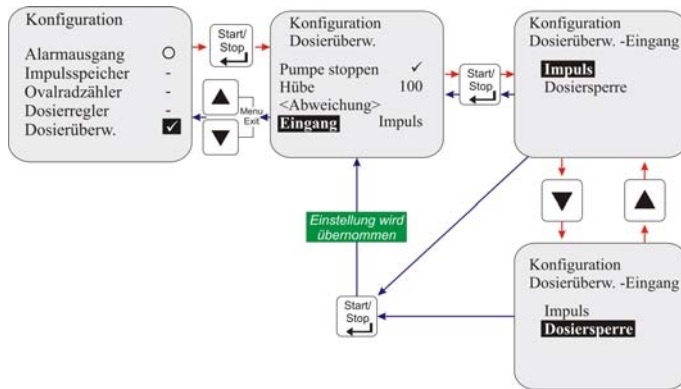 Konfiguration
Alarmausgang O
Impulsspeicher -
Ovalradzähler -
Dosierregler -
Dosierüberw. ✓
Start/
Stop
Menu
Exit
Konfiguration
Dosierüberw.
Pumpe stoppen ✓
Hübe 100
<Abweichung>
Eingang Impuls
Start/
Stop
Konfiguration
Dosierüberw. -Eingang
Impuls
Dosiersperre
Einstellung wird
übernommen
Start/
Stop
Konfiguration
Dosierüberw. -Eingang
Impuls
Dosiersperre